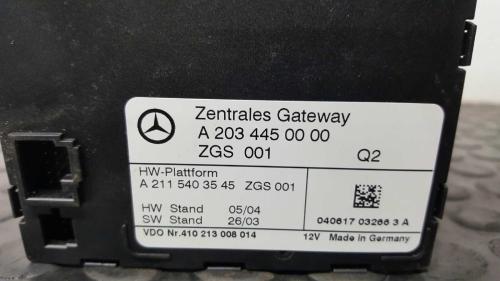 Zentrales Gateway
A 203 445 00 00
ZGS 001 Q2
HW-Plattform
A 211 540 35 45 ZGS 001
HW Stand 05/04
SW Stand 26/03
040617 03266 3 A
VDO Nr.410 213 008 014 12V Made in Germany